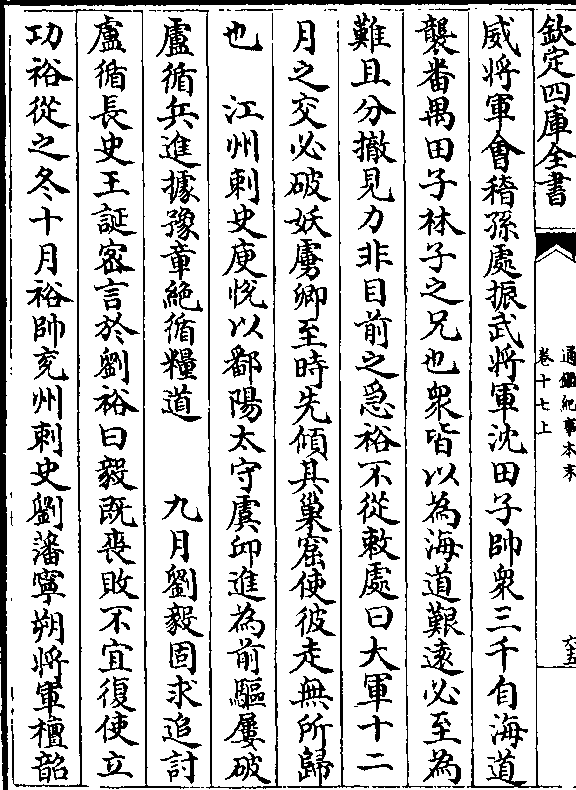 欽定四庫全書
通鑑紀事本末
卷十七上
六五
威將軍會稽孫處振武將軍沈田子帥衆三千自海道
襲番禺田子林子之兄也衆皆以為海道艱遠必至為
難且分撤見力非目前之急裕不從敕處曰大軍十二
月之交必破妖虜卿至時先傾其巢窟使彼走無所歸
也　江州刺史庾悅以鄱陽太守虞丘進為前驅屢破
盧循兵進據豫章絕循糧道　　九月劉毅固求追討
盧循長史王誕密言於劉裕曰毅既喪敗不宜復使立
功裕從之冬十月裕帥兖州刺史劉藩寧朔將軍檀韶